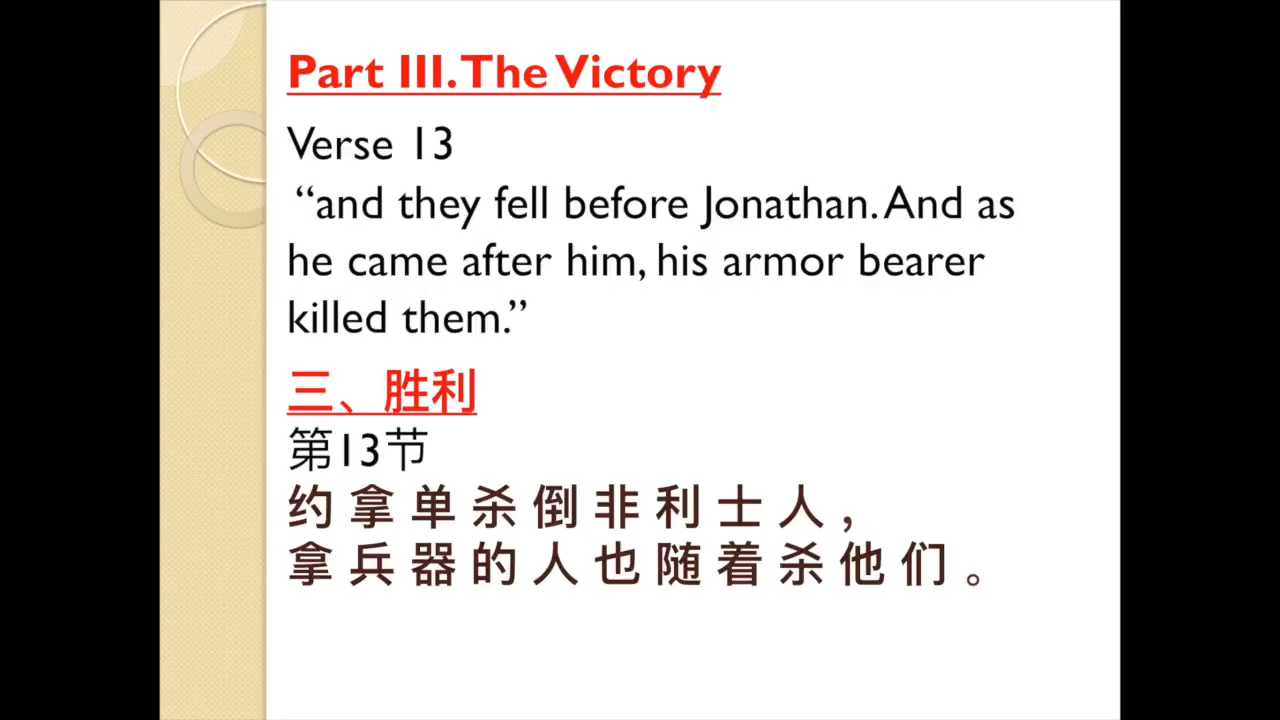 Part III. The Victory
Verse 13
“and they fell before Jonathan. And as
he came after him, his armor bearer
killed them.”
三、胜利
第13节
约 拿 单 杀 倒 非 利 士 人 ，
拿 兵 器 的 人 也 随 着 杀 他 们 。